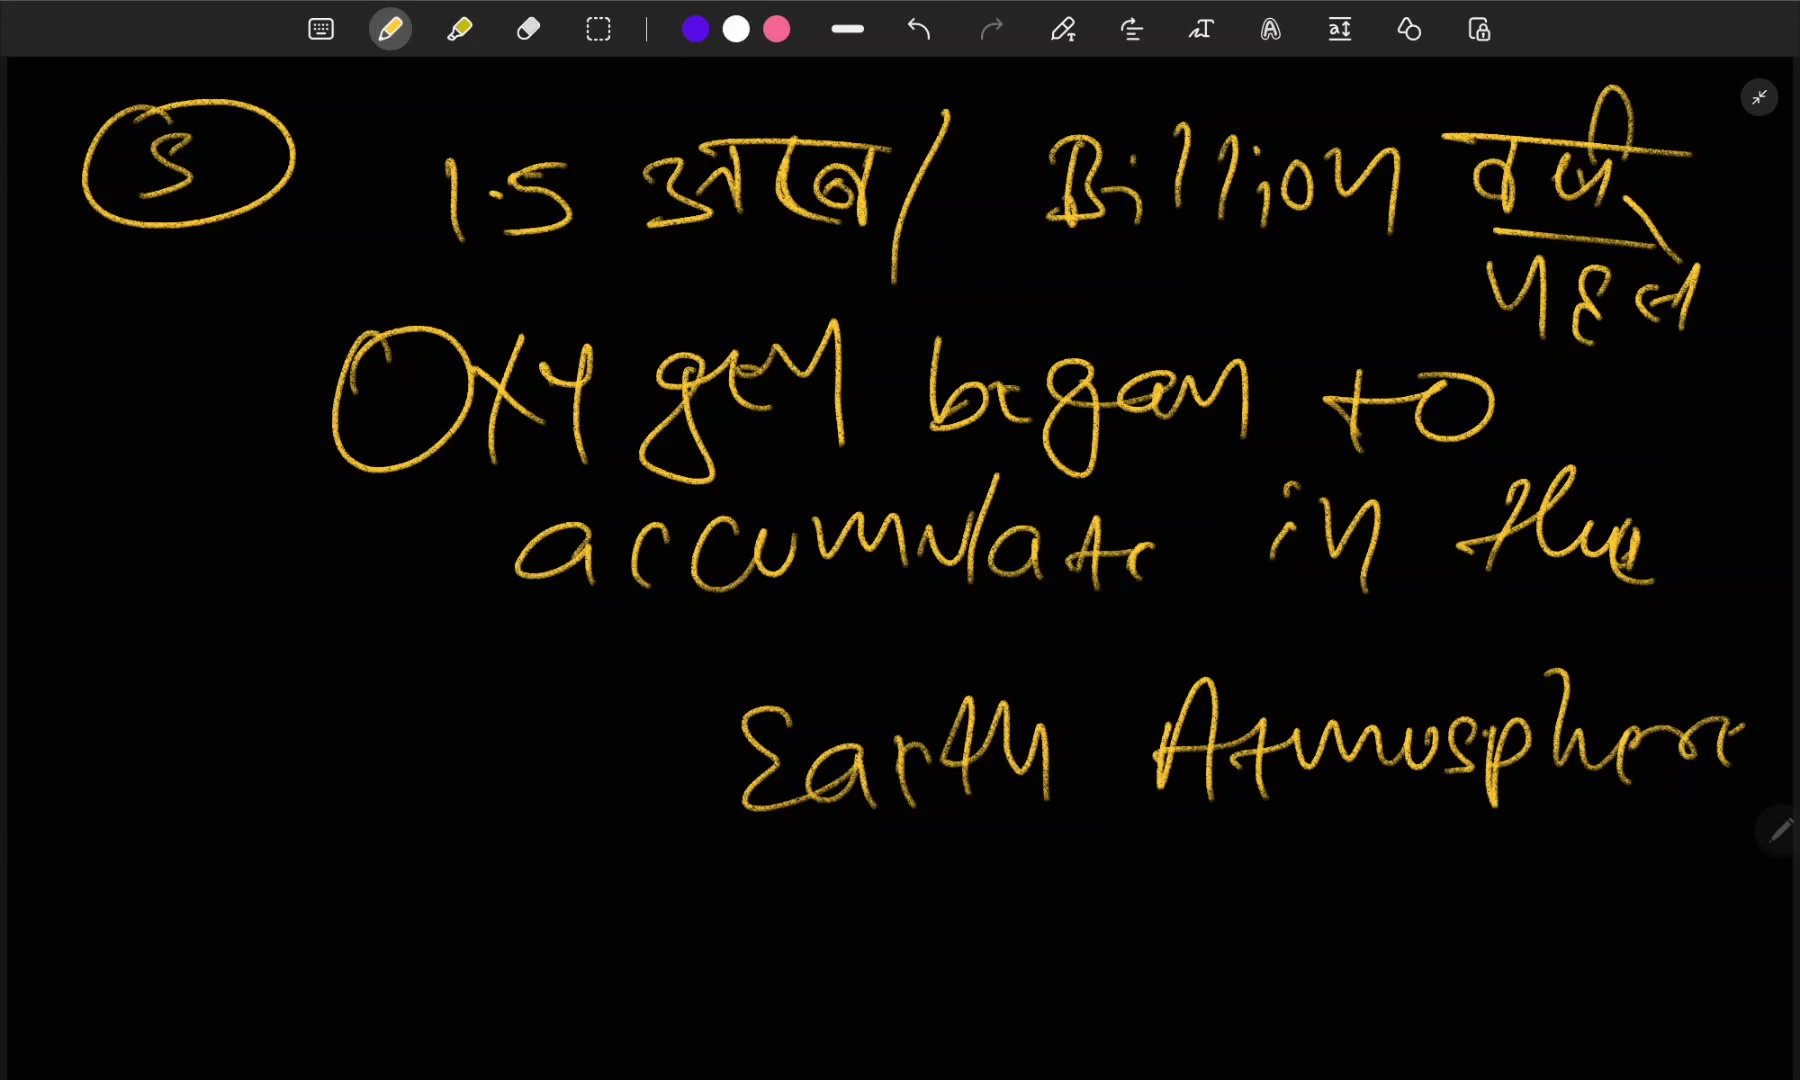 5 1.5 अरब / Billion वर्ष
पहले
Oxygen began to
accumulate in the
Earth Atmosphere